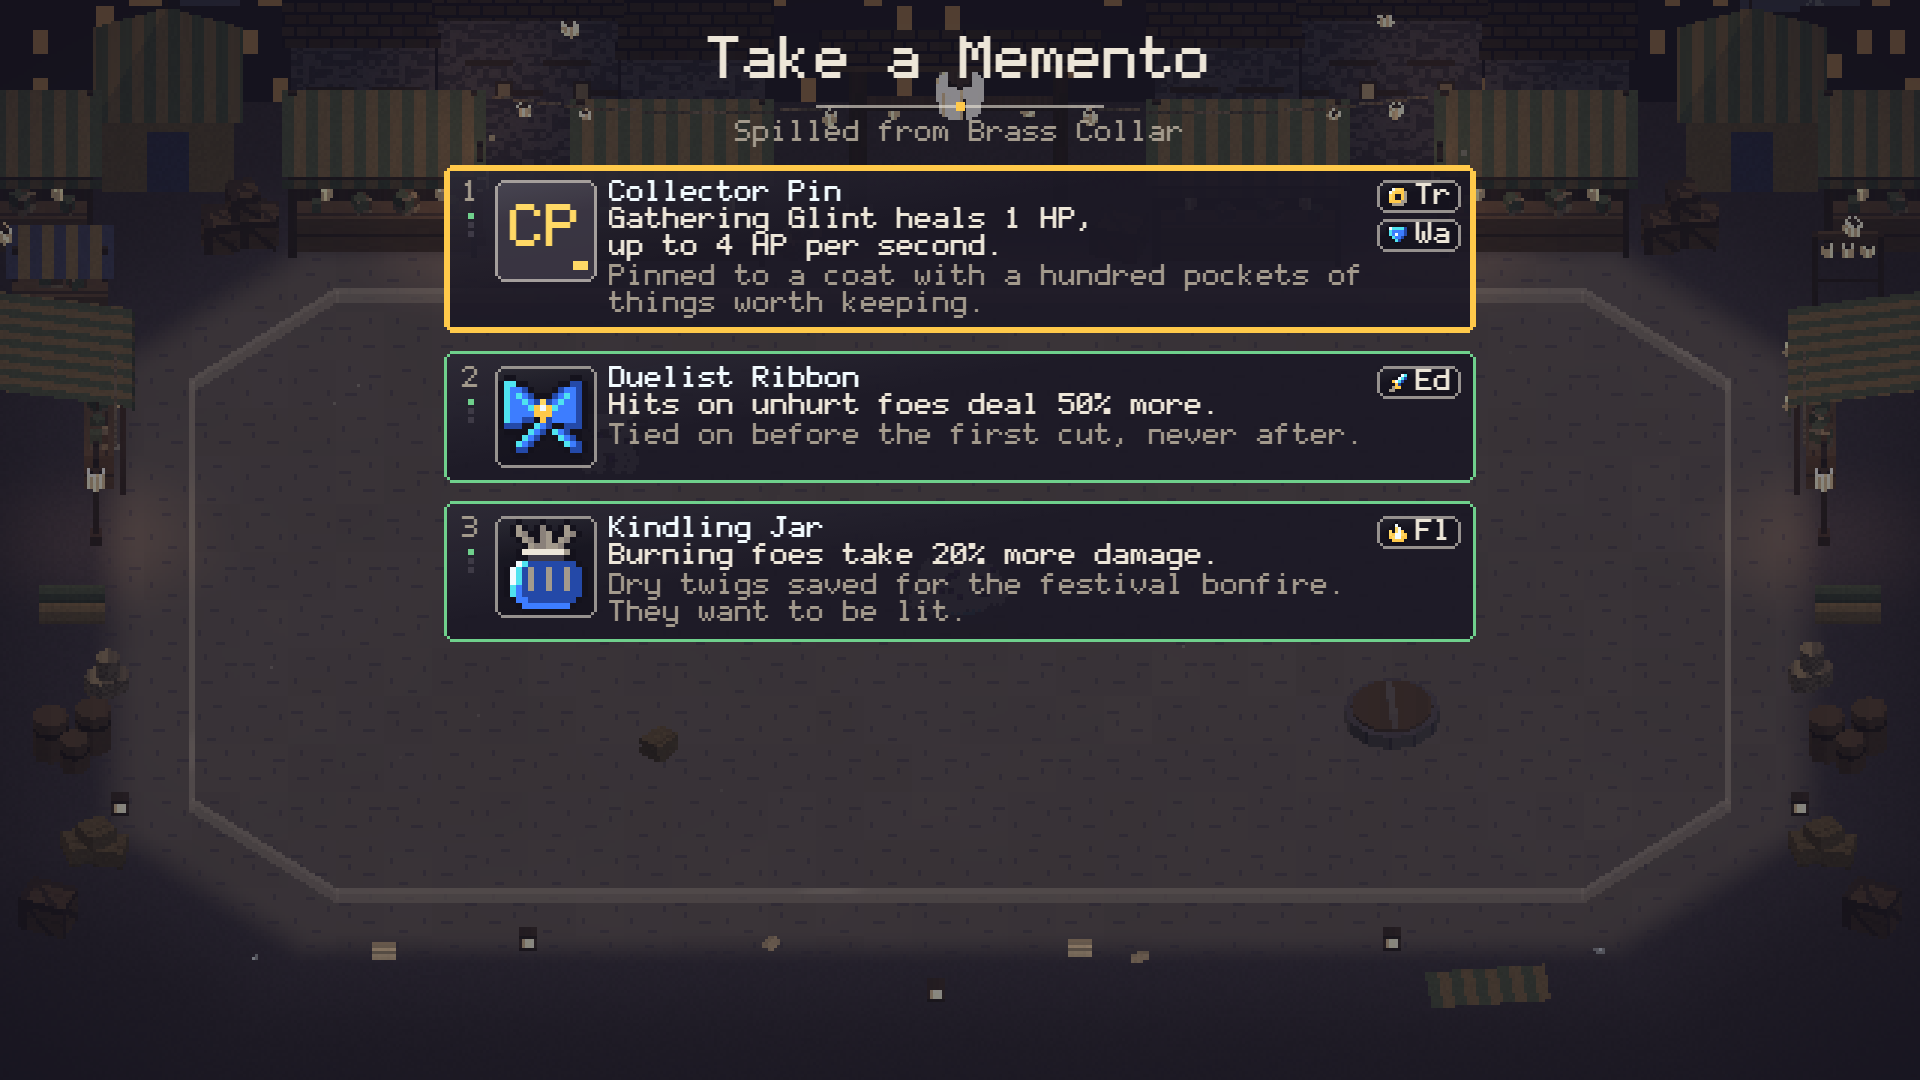 Take a Memento
Spilled from Brass Collar
1
CP
Collector Pin
Gathering Glint heals 1 HP,
up to 4 HP per second.
Pinned to a coat with a hundred pockets of
things worth keeping.
Tr
Wa
2
Duelist Ribbon
Hits on unhurt foes deal 50% more.
Tied on before the first cut, never after.
Ed
3
Kindling Jar
Burning foes take 20% more damage.
Dry twigs saved for the festival bonfire.
They want to be lit.
Fl